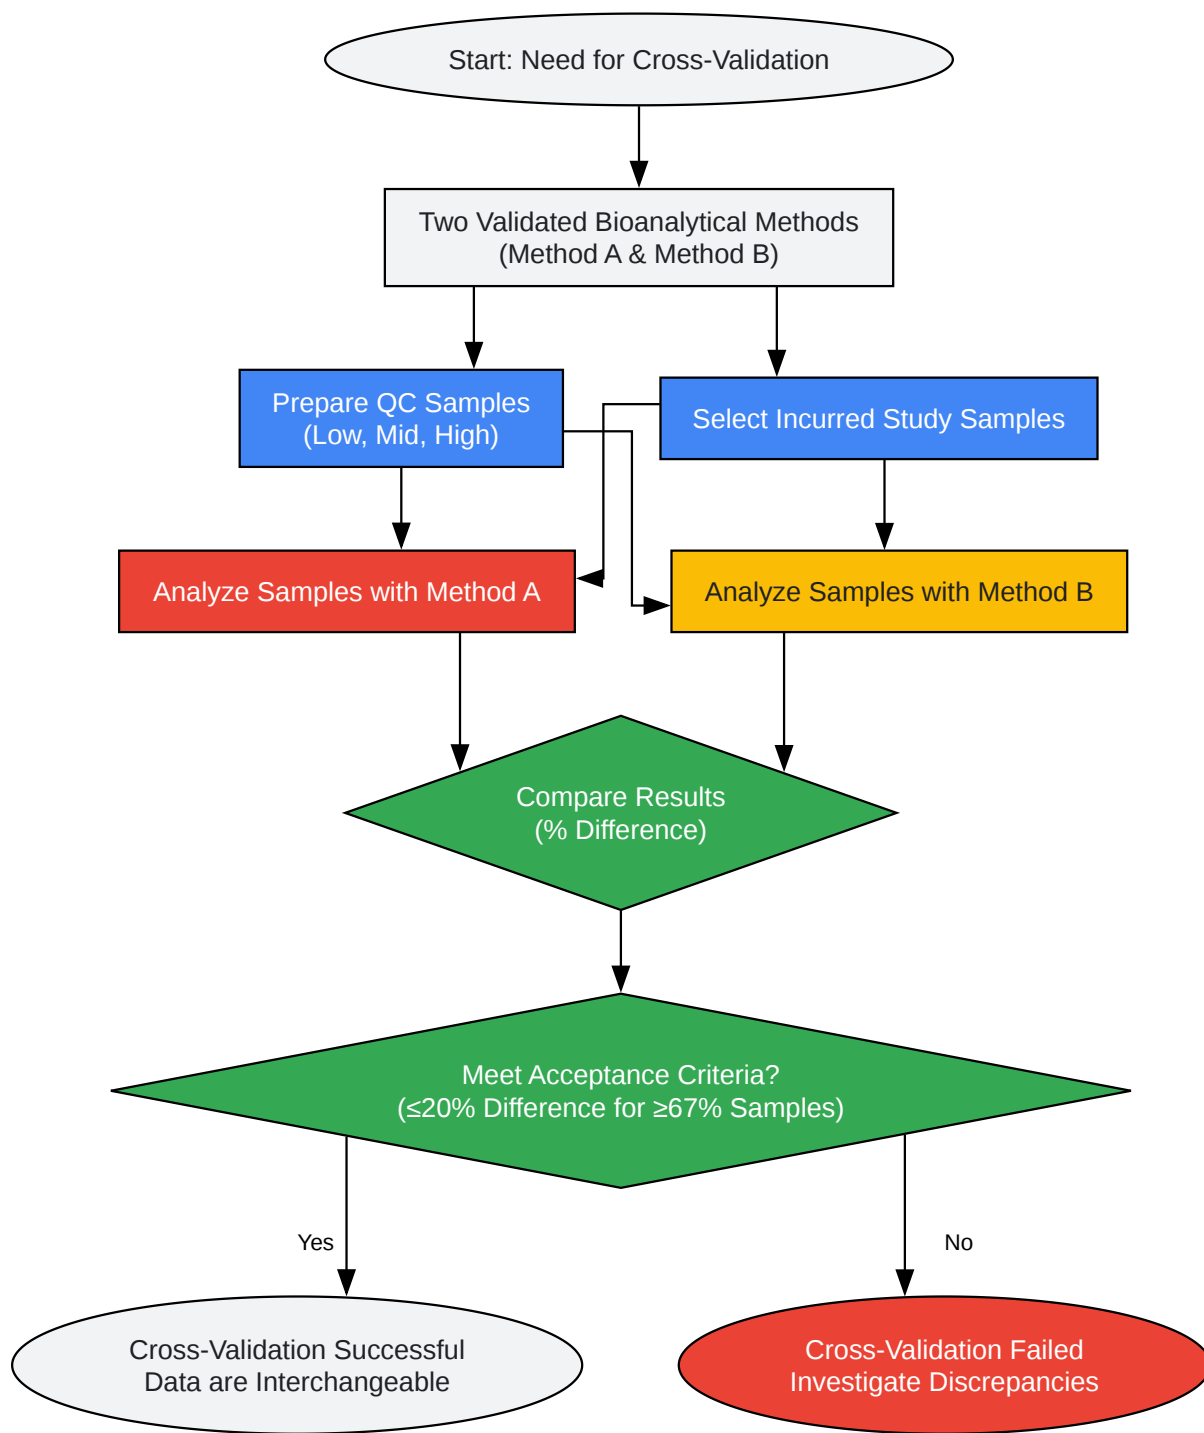 Start: Need for Cross-Validation
Two Validated Bioanalytical Methods
(Method A & Method B)
Prepare QC Samples
(Low, Mid, High)
Select Incurred Study Samples
Analyze Samples with Method A
Analyze Samples with Method B
Compare Results
(% Difference)
Meet Acceptance Criteria?
(≤20% Difference for ≥67% Samples)
Yes
No
Cross-Validation Successful
Data are Interchangeable
Cross-Validation Failed
Investigate Discrepancies